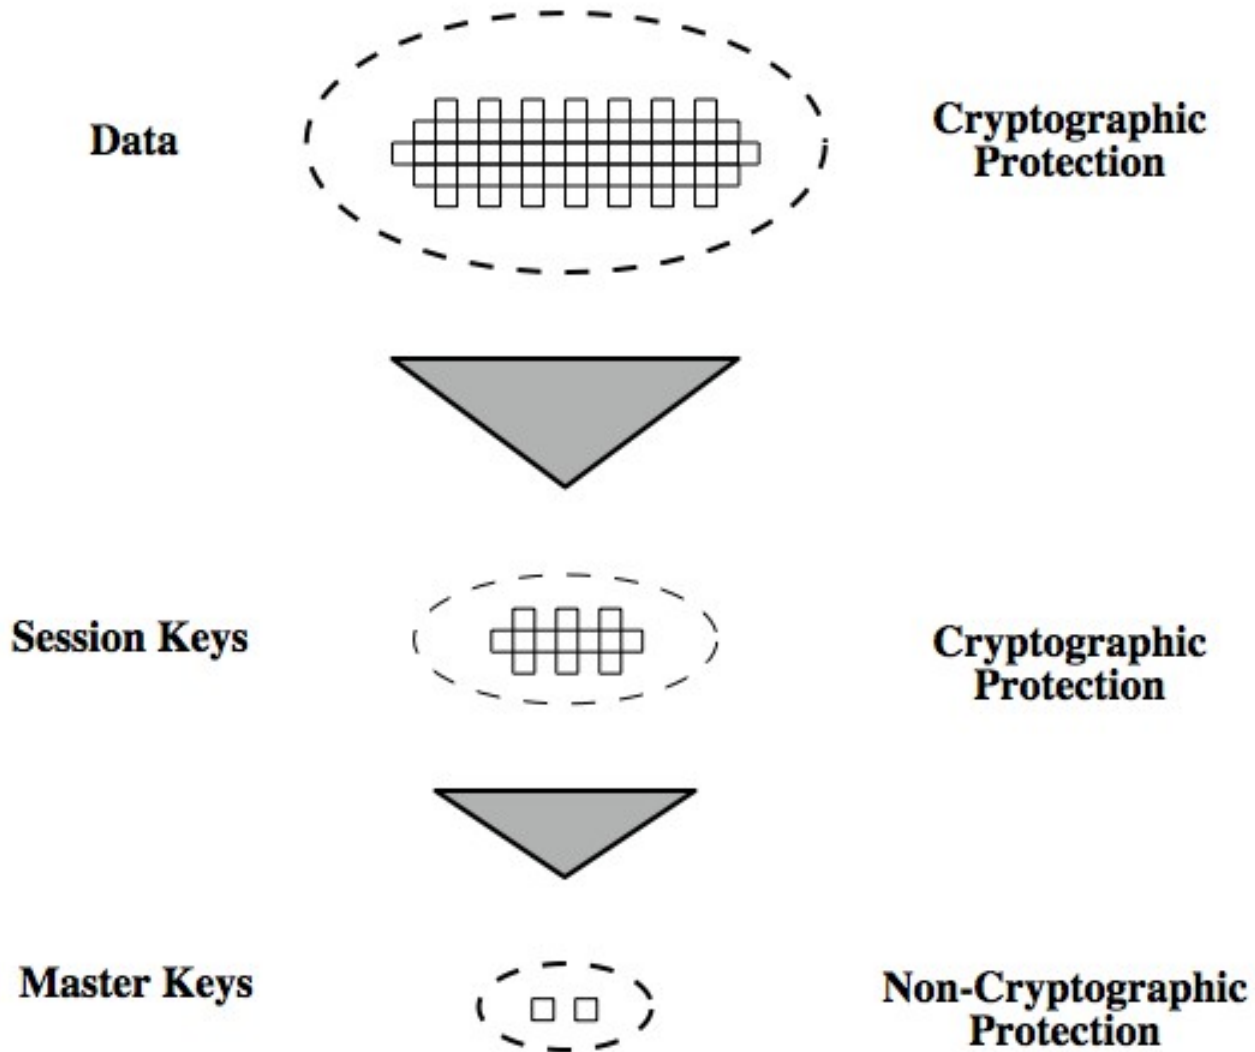 Data
Cryptographic
Protection
Session Keys
Cryptographic
Protection
Master Keys
Non-Cryptographic
Protection